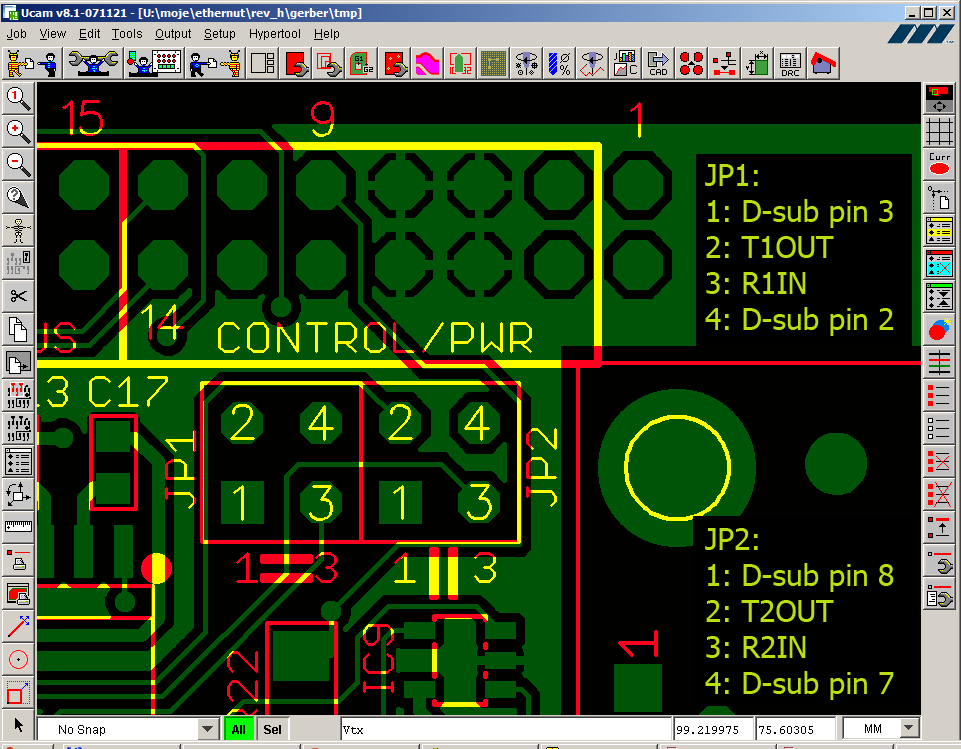 Ucam v8.1-071121 - [U:\moje\ethernut\rev_h\gerber\tmp]
Job View Edit Tools Output Setup Hypertool Help
CAD
DRC
Curr
15 9 1
JP1:
1: D-sub pin 3
2: T1OUT
3: R1IN
4: D-sub pin 2
14
CONTROL/PWR
C17
2 4 2 4
JP1
JP2
1 3 1 3
1 3 1 3
JP2:
1: D-sub pin 8
2: T2OUT
3: R2IN
4: D-sub pin 7
1
IC9
No Snap
All
Sel
Vtx
99.219975
75.60305
MM